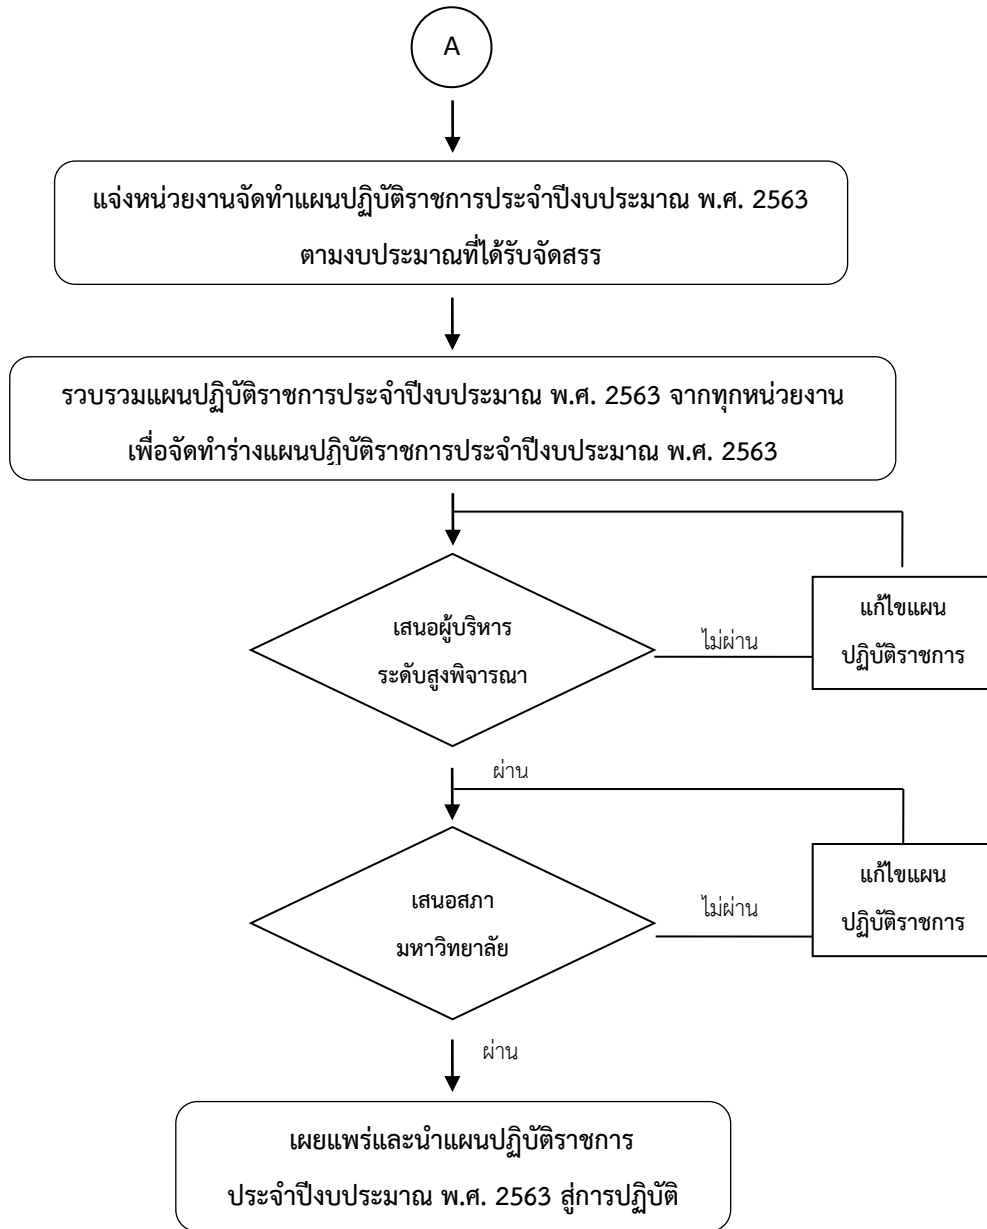 A
แจ่งหน่วยงานจัดทำแผนปฏิบัติราชการประจำปีงบประมาณ พ.ศ. 2563
ตามงบประมาณที่ได้รับจัดสรร
รวบรวมแผนปฏิบัติราชการประจำปีงบประมาณ พ.ศ. 2563 จากทุกหน่วยงาน
เพื่อจัดทำร่างแผนปฏิบัติราชการประจำปีงบประมาณ พ.ศ. 2563
เสนอผู้บริหาร
ระดับสูงพิจารณา
ไม่ผ่าน
แก้ไขแผน
ปฏิบัติราชการ
ผ่าน
เสนอสภา
มหาวิทยาลัย
ไม่ผ่าน
แก้ไขแผน
ปฏิบัติราชการ
ผ่าน
เผยแพร่และนำแผนปฏิบัติราชการ
ประจำปีงบประมาณ พ.ศ. 2563 สู่การปฏิบัติ